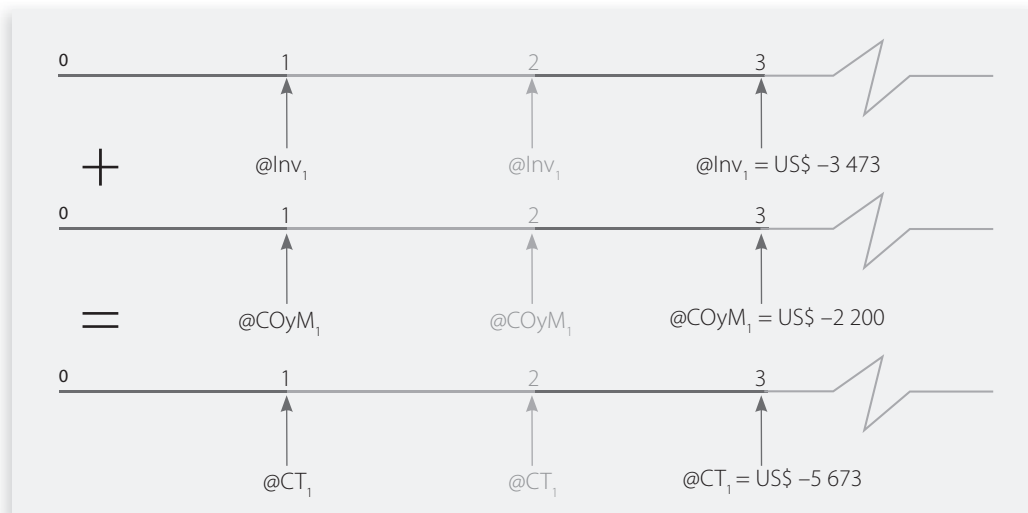 0 1 2 3
+ @Inv₁ @Inv₁ @Inv₁ = US$ –3 473
0 1 2 3
= @COyM₁ @COyM₁ @COyM₁ = US$ –2 200
0 1 2 3
@CT₁ @CT₁ @CT₁ = US$ –5 673